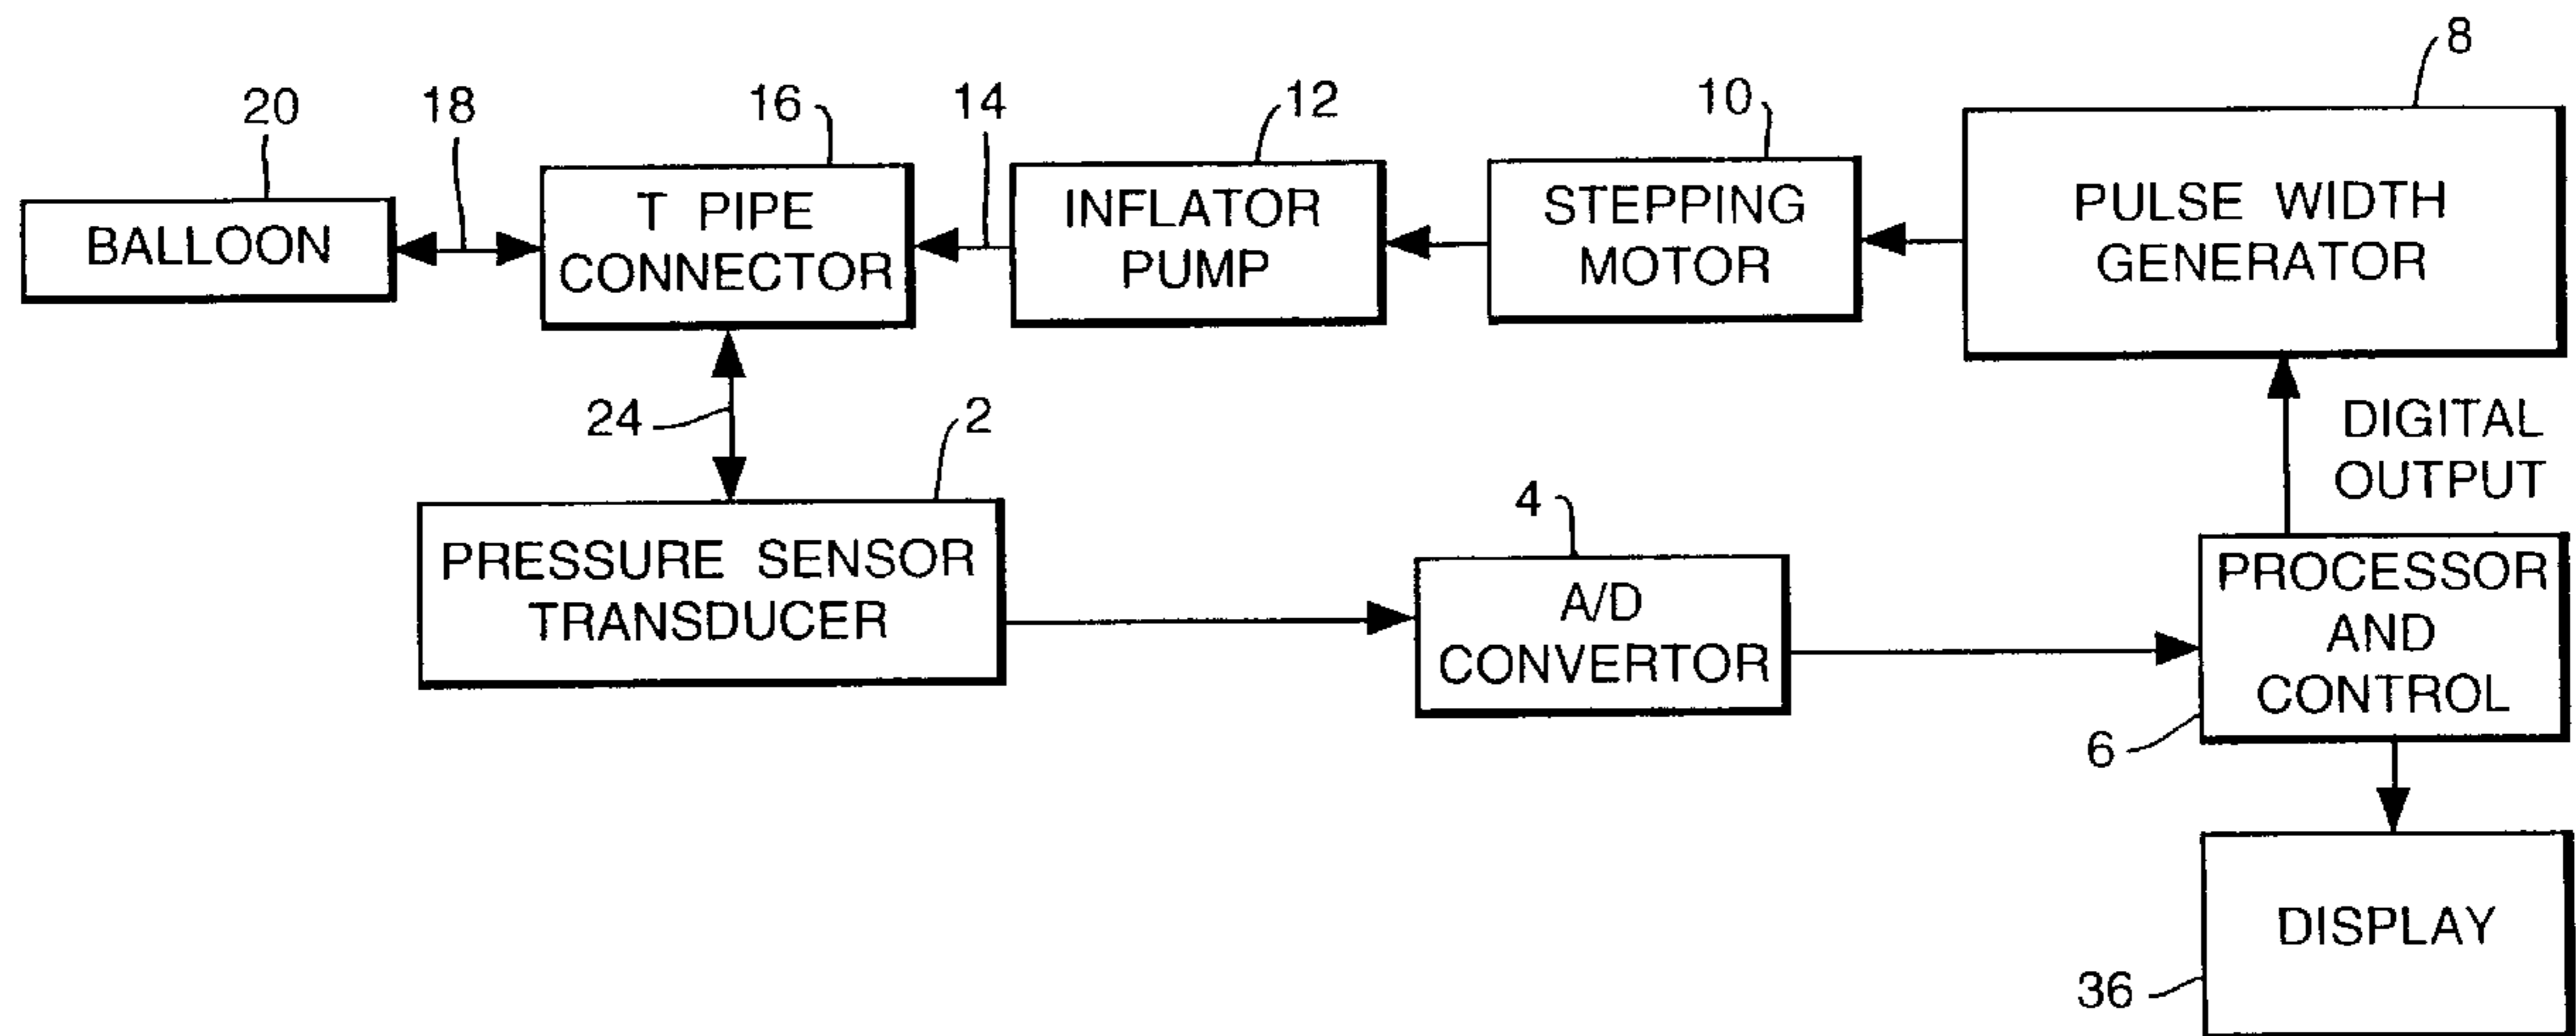 8
20
18
16
14
12
10
BALLOON
T PIPE
CONNECTOR
INFLATOR
PUMP
STEPPING
MOTOR
PULSE WIDTH
GENERATOR
24
2
DIGITAL
OUTPUT
PRESSURE SENSOR
TRANSDUCER
4
A/D
CONVERTOR
PROCESSOR
AND
CONTROL
6
DISPLAY
36